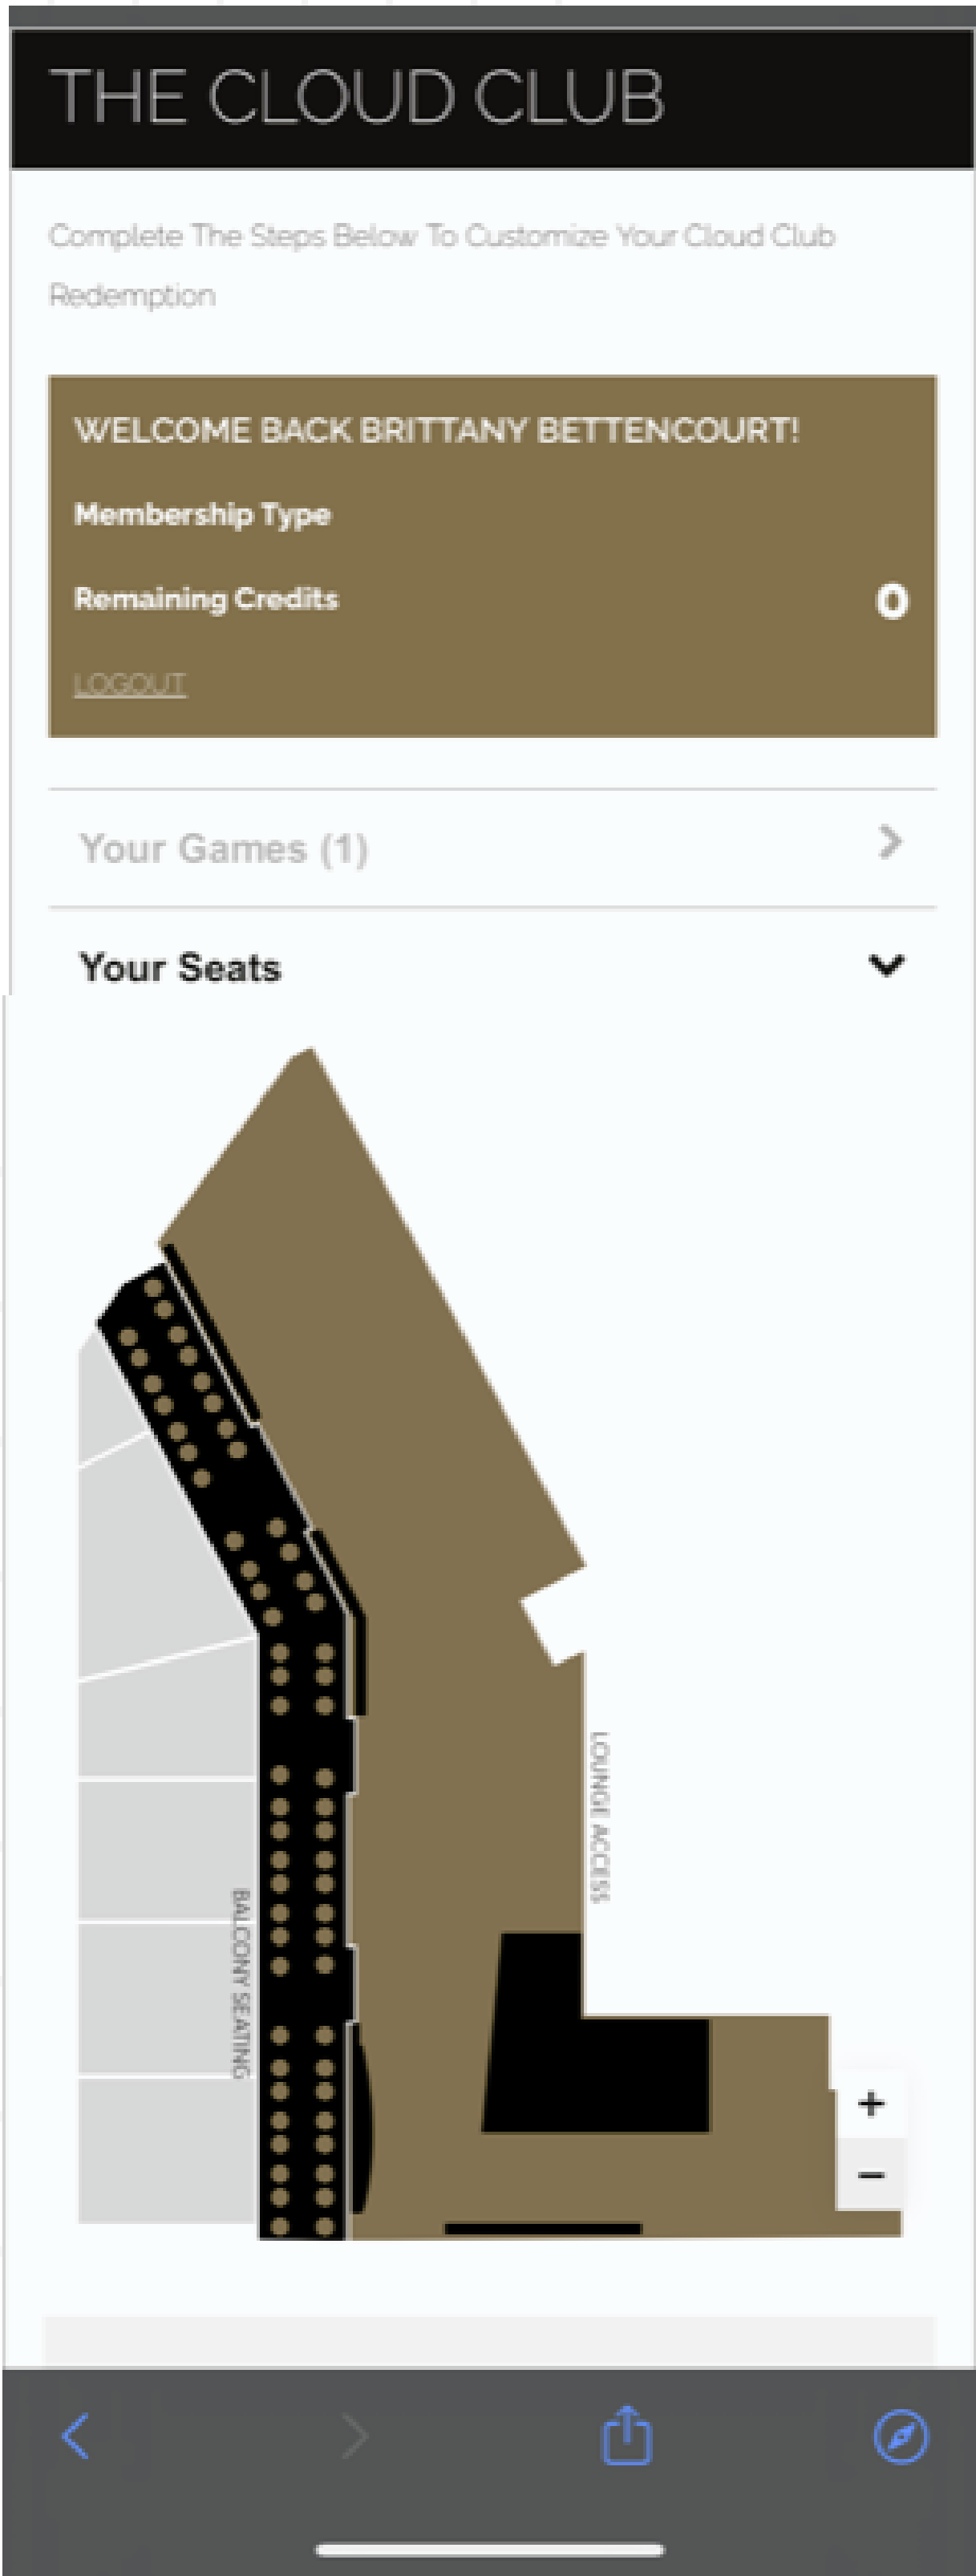 THE CLOUD CLUB
Complete The Steps Below To Customize Your Cloud Club
Redemption
WELCOME BACK BRITTANY BETTENCOURT!
Membership Type
Remaining Credits 0
LOGOUT
Your Games (1)
Your Seats
LOUNGE ACCESS
BALCONY SEATING
+
−